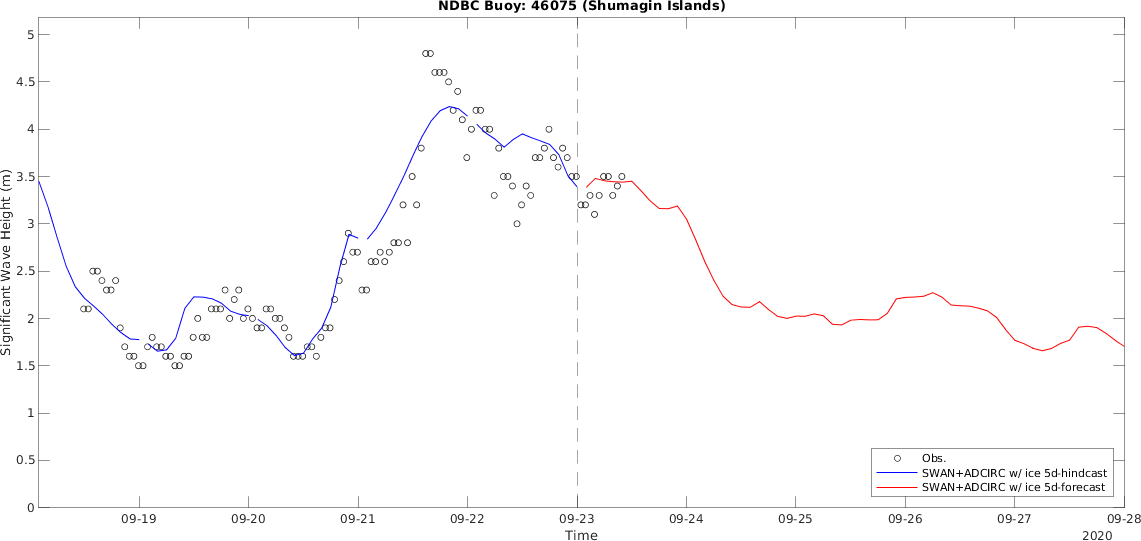 NDBC Buoy: 46075 (Shumagin Islands)
5
4.5
4
3.5
3
2.5
2
1.5
1
0.5
0
Significant Wave Height (m)
Obs.
SWAN+ADCIRC w/ ice 5d-hindcast
SWAN+ADCIRC w/ ice 5d-forecast
09-19 09-20 09-21 09-22 09-23 09-24 09-25 09-26 09-27 09-28
Time
2020